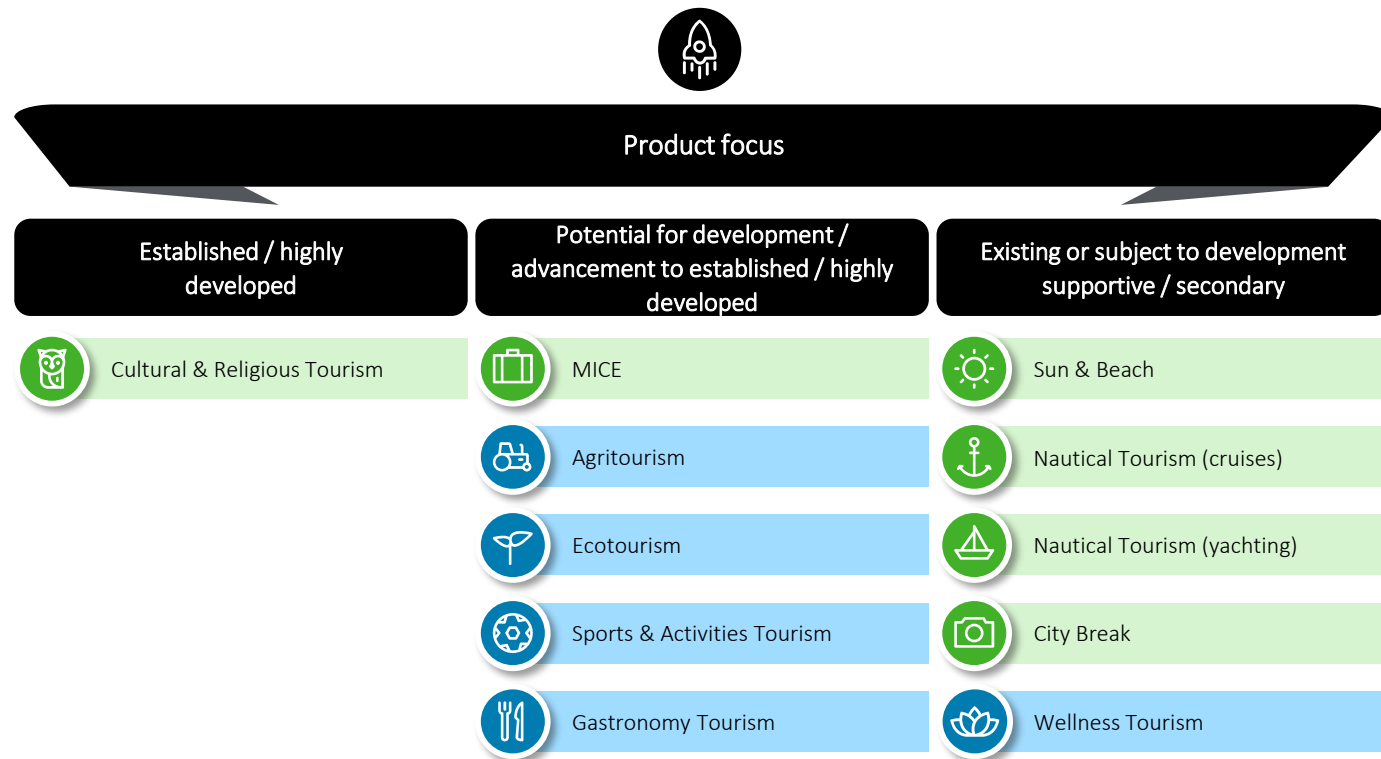 Product focus
Established / highly
developed
Potential for development /
advancement to established / highly
developed
Existing or subject to development
supportive / secondary
Cultural & Religious Tourism
MICE
Agritourism
Ecotourism
Sports & Activities Tourism
Gastronomy Tourism
Sun & Beach
Nautical Tourism (cruises)
Nautical Tourism (yachting)
City Break
Wellness Tourism